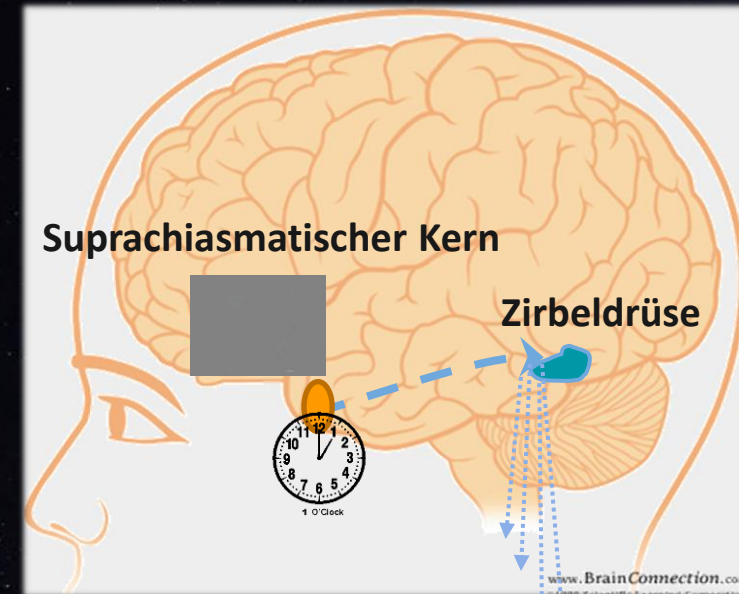 Suprachiasmatischer Kern
Zirbeldrüse
12
11 1
10 2
9 3
8 4
7 6 5
1 O'Clock
www.BrainConnection.co